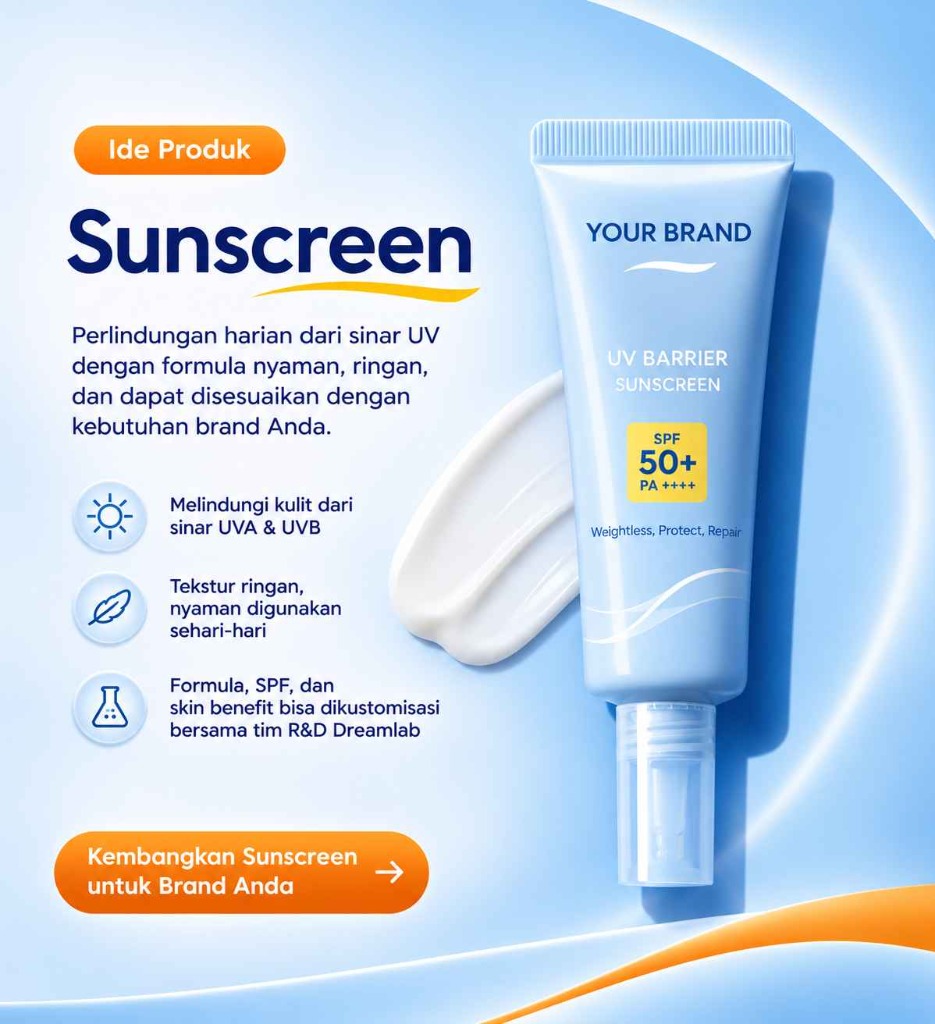 Ide Produk
Sunscreen
Perlindungan harian dari sinar UV
dengan formula nyaman, ringan,
dan dapat disesuaikan dengan
kebutuhan brand Anda.
Melindungi kulit dari
sinar UVA & UVB
Tekstur ringan,
nyaman digunakan
sehari-hari
Formula, SPF, dan
skin benefit bisa dikustomisasi
bersama tim R&D Dreamlab
Kembangkan Sunscreen
untuk Brand Anda
YOUR BRAND
UV BARRIER
SUNSCREEN
SPF
50+
PA ++++
Weightless, Protect, Repair